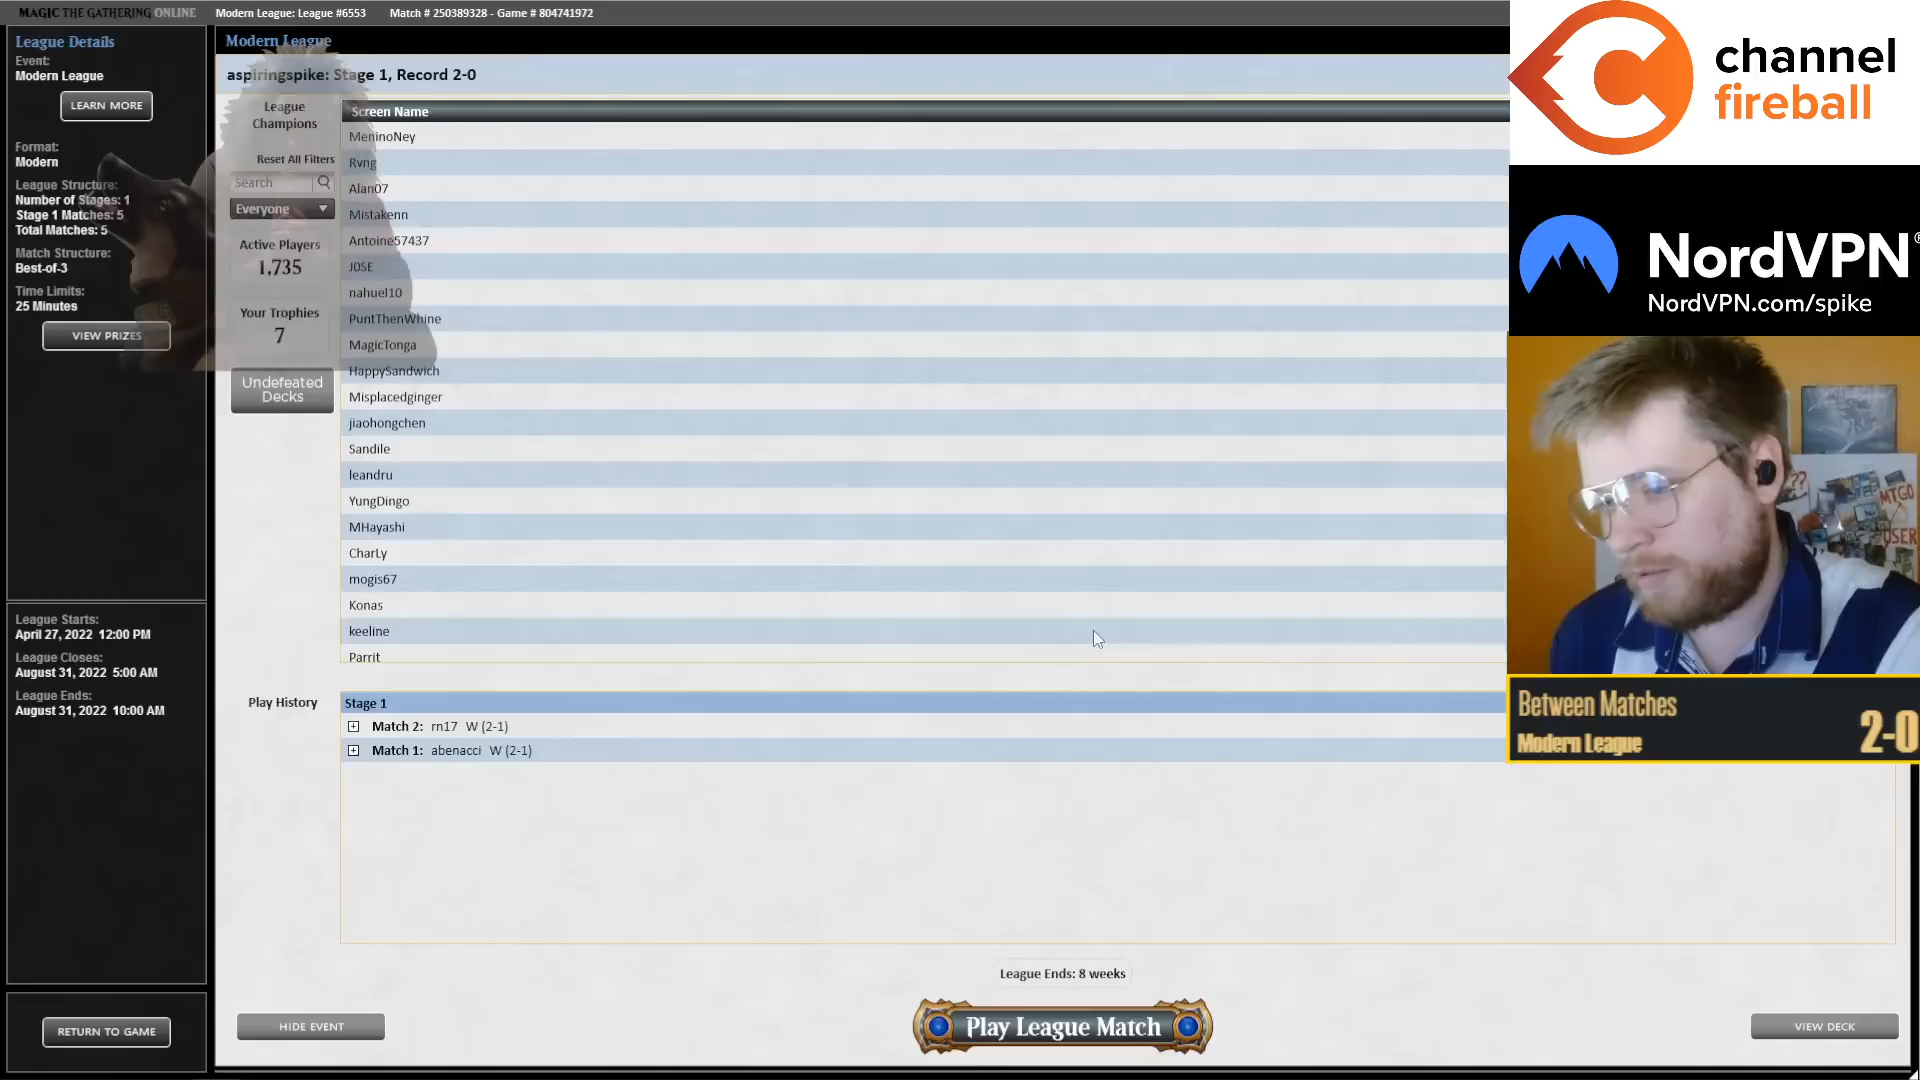 MAGIC THE GATHERING ONLINE
Modern League: League #6553
Match # 250389328 - Game # 804741972
League Details
Event:
Modern League
LEARN MORE
Format:
Modern
League Structure:
Number of Stages: 1
Stage 1 Matches: 5
Total Matches: 5
Match Structure:
Best-of-3
Time Limits:
25 Minutes
VIEW PRIZES
League Starts:
April 27, 2022 12:00 PM
League Closes:
August 31, 2022 5:00 AM
League Ends:
August 31, 2022 10:00 AM
RETURN TO GAME
Modern League
aspiringspike: Stage 1, Record 2-0
League
Champions
Reset All Filters
Search
Everyone
Active Players
1,735
Your Trophies
7
Undefeated
Decks
Screen Name
MeninoNey
Rvng
Alan07
Mistakenn
Antoine57437
J0SE
nahuel10
PuntThenWhine
MagicTonga
HappySandwich
Misplacedginger
jiaohongchen
Sandile
leandru
YungDingo
MHayashi
CharLy
mogis67
Konas
keeline
Parrit
Play History
Stage 1
Match 2: rn17 W (2-1)
Match 1: abenacci W (2-1)
League Ends: 8 weeks
HIDE EVENT
Play League Match
VIEW DECK
channel
fireball
NordVPN®
NordVPN.com/spike
MTGO
USER
Between Matches
Modern League
2-0